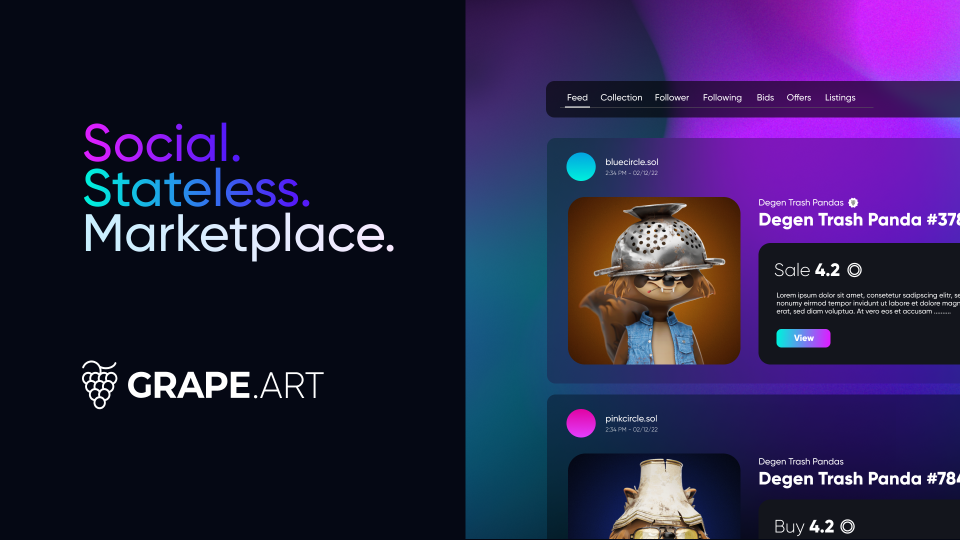 Social.
Stateless.
Marketplace.
GRAPE.ART
Feed Collection Follower Following Bids Offers Listings
bluecircle.sol
2:34 PM - 02/12/22
Degen Trash Pandas
Degen Trash Panda #378
Sale 4.2
Lorem ipsum dolor sit amet, consetetur sadipscing elitr, se
nonumy eirmod tempor invidunt ut labore et dolore magn
erat, sed diam voluptua. At vero eos et accusam ..........
View
pinkcircle.sol
2:34 PM - 02/12/22
Degen Trash Pandas
Degen Trash Panda #784
Buy 4.2